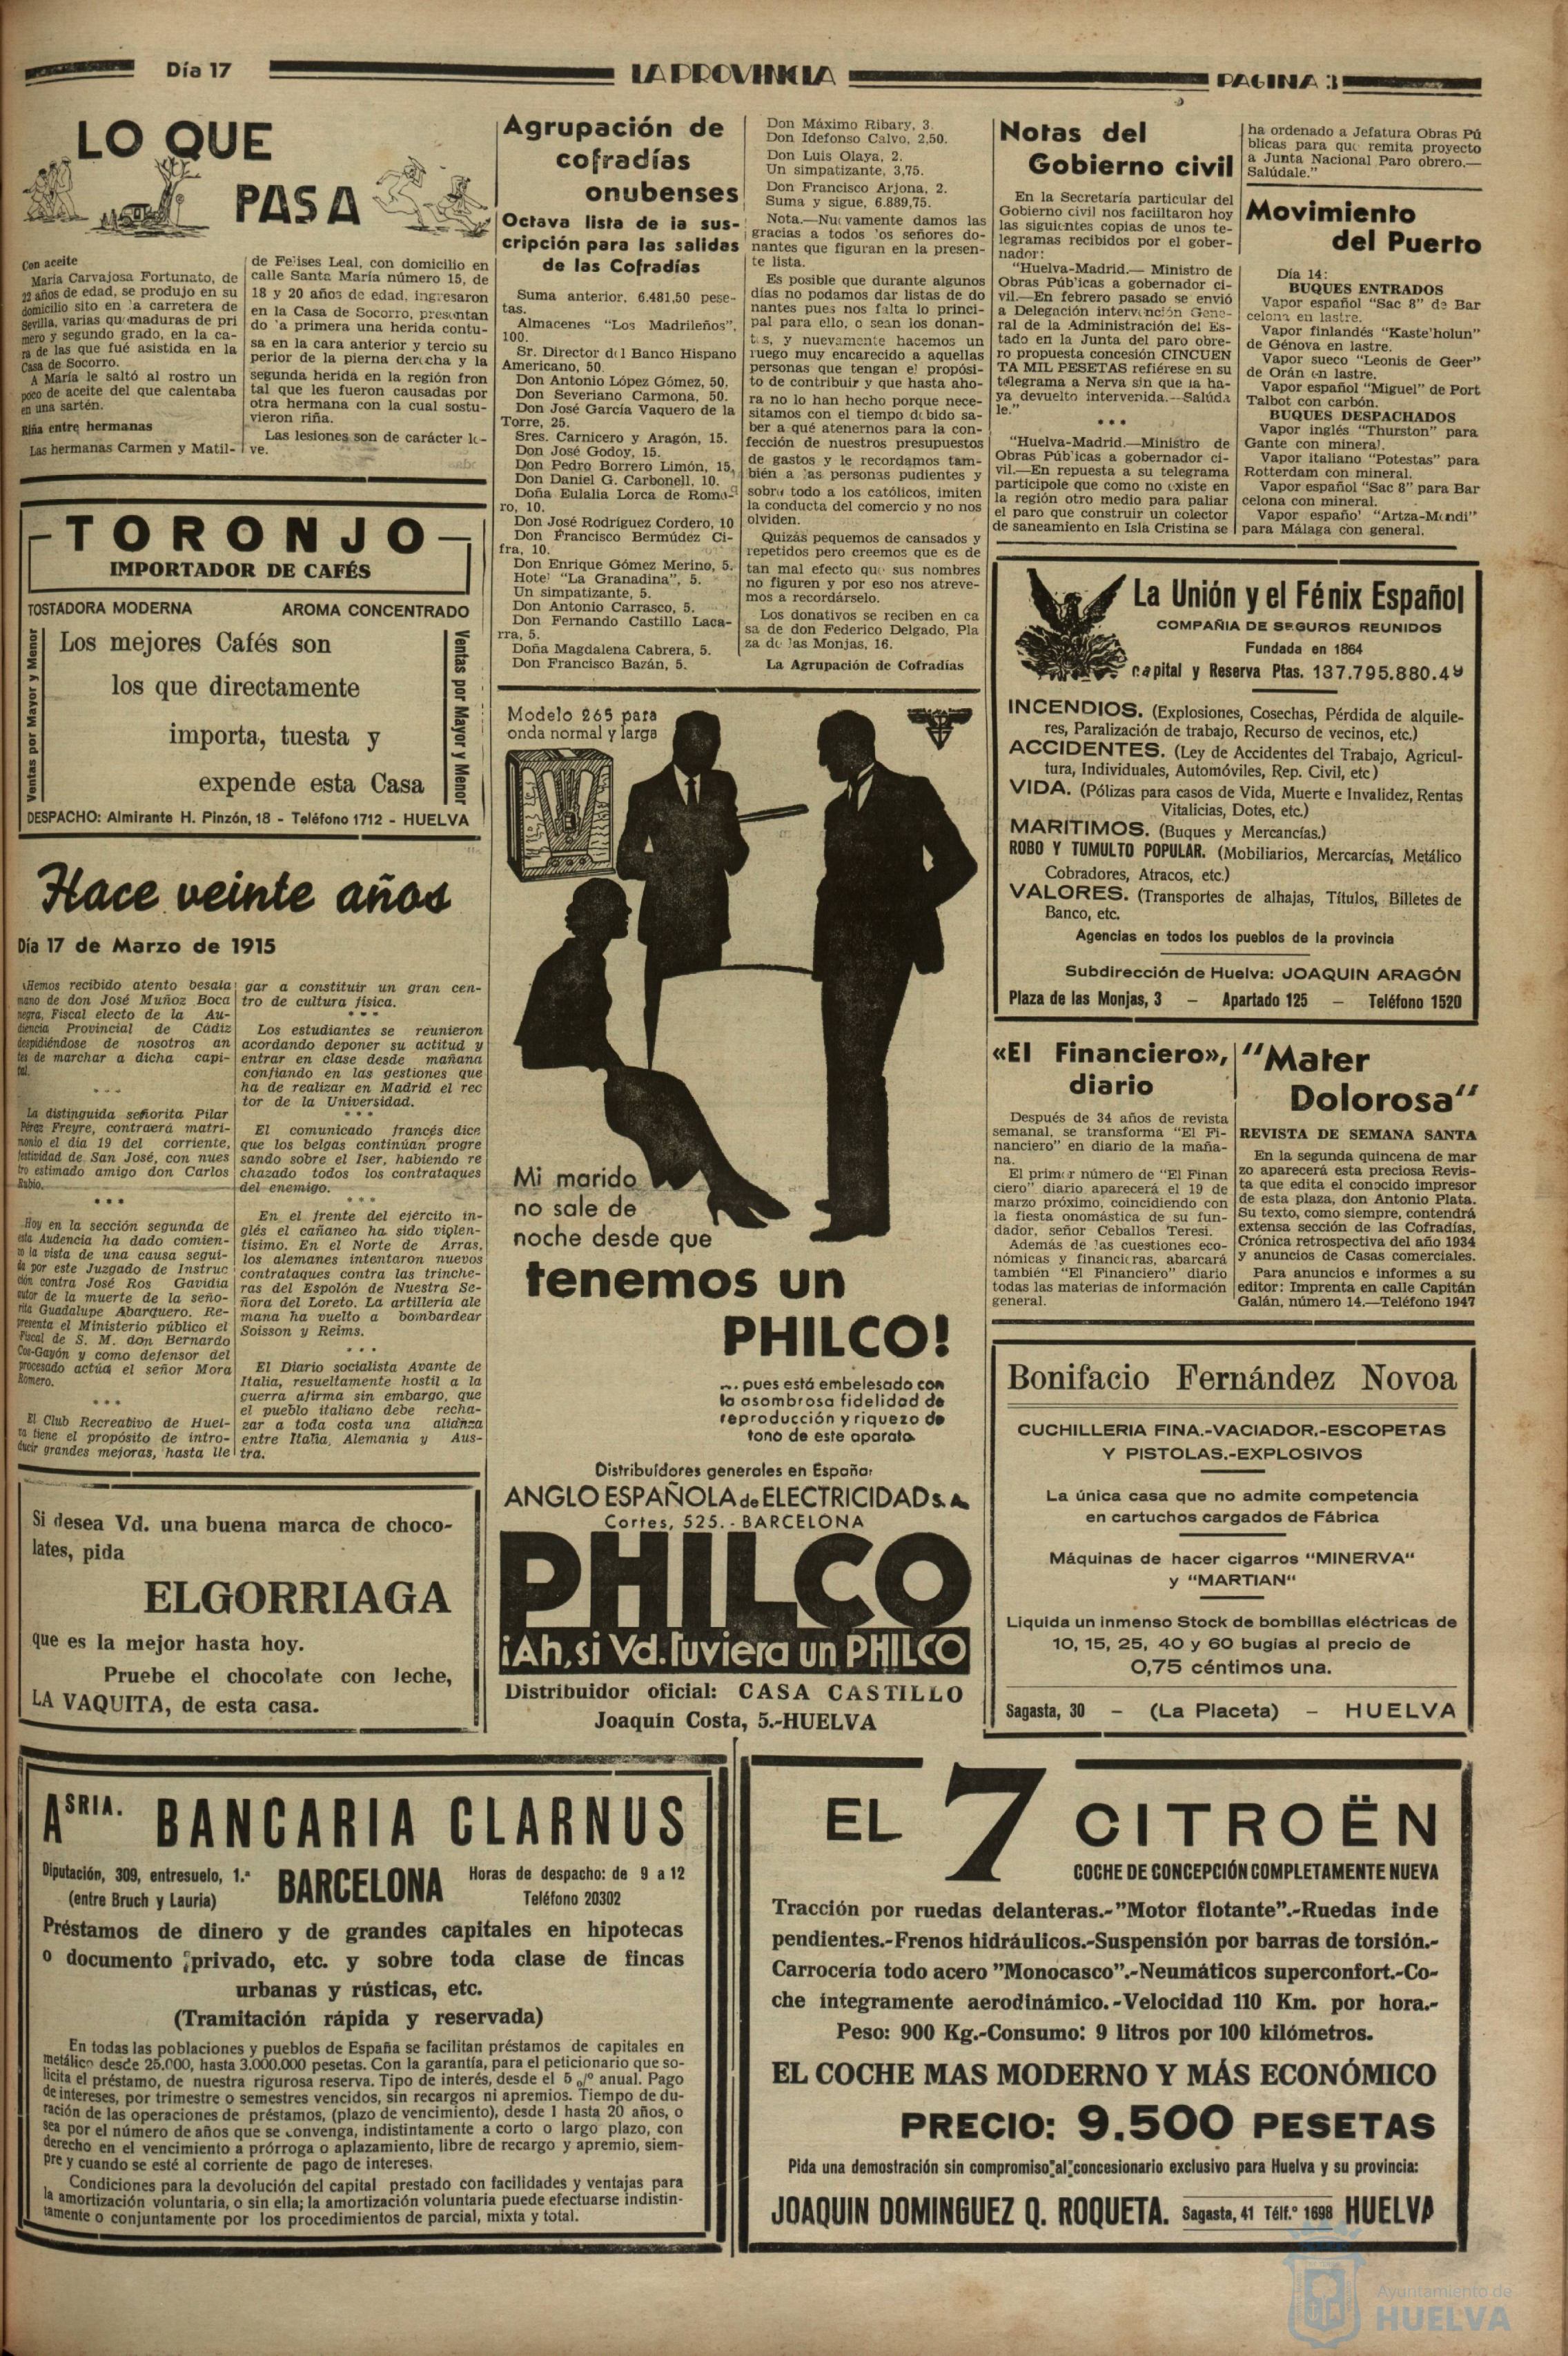 Día 17
LA PROVINCIA
PAGINA 3
LO QUE
PASA
Con aceite
María Carvajosa Fortunato, de
22 años de edad, se produjo en su
domicilio sito en la carretera de
Sevilla, varias quemaduras de pri
mero y segundo grado, en la ca-
ra de las que fué asistida en la
Casa de Socorro.
A María le saltó al rostro un
poco de aceite del que calentaba
en una sartén.
Riña entre hermanas
Las hermanas Carmen y Matil-
de Felises Leal, con domicilio en
calle Santa María número 15, de
18 y 20 años de edad, ingresaron
en la Casa de Socorro, presentan
do la primera una herida contu-
sa en la cara anterior y tercio su
perior de la pierna derecha y la
segunda herida en la región fron
tal que les fueron causadas por
otra hermana con la cual sostu-
vieron riña.
Las lesiones son de carácter le-
ve.
TORONJO
IMPORTADOR DE CAFÉS
TOSTADORA MODERNA AROMA CONCENTRADO
Ventas por Mayor y Menor
Los mejores Cafés son
los que directamente
importa, tuesta y
expende esta Casa
Ventas por Mayor y Menor
DESPACHO: Almirante H. Pinzón, 18 - Teléfono 1712 - HUELVA
Hace veinte años
Día 17 de Marzo de 1915
Hemos recibido atento besala
mano de don José Muñoz Boca
negra, Fiscal electo de la Au-
diencia Provincial de Cádiz
despidiéndose de nosotros an
tes de marchar a dicha capi-
tal.
* * *
La distinguida señorita Pilar
Pérez Freyre, contraerá matri-
monio el día 19 del corriente,
festividad de San José, con nues
tro estimado amigo don Carlos
Rubio.
* * *
Hoy en la sección segunda de
esta Audencia ha dado comien-
zo la vista de una causa segui-
da por este Juzgado de Instruc
ción contra José Ros Gavidia
autor de la muerte de la seño-
rita Guadalupe Abarquero. Re-
presenta el Ministerio público el
Fiscal de S. M. don Bernardo
Cos-Gayón y como defensor del
procesado actúa el señor Mora
Romero.
* * *
El Club Recreativo de Huel-
va tiene el propósito de intro-
ducir grandes mejoras, hasta lle
gar a constituir un gran cen-
tro de cultura física.
* * *
Los estudiantes se reunieron
acordando deponer su actitud y
entrar en clase desde mañana
confiando en las gestiones que
ha de realizar en Madrid el rec
tor de la Universidad.
* * *
El comunicado francés dice
que los belgas continúan progre
sando sobre el Iser, habiendo re
chazado todos los contrataques
del enemigo.
* * *
En el frente del ejército in-
glés el cañaneo ha sido violen-
tísimo. En el Norte de Arras,
los alemanes intentaron nuevos
contrataques contra las trinche-
ras del Espolón de Nuestra Se-
ñora del Loreto. La artillería ale
mana ha vuelto a bombardear
Soisson y Reims.
* * *
El Diario socialista Avante de
Italia, resueltamente hostil a la
guerra afirma sin embargo, que
el pueblo italiano debe recha-
zar a toda costa una alianza
entre Italia, Alemania y Aus-
tra.
Si desea Vd. una buena marca de choco-
lates, pida
ELGORRIAGA
que es la mejor hasta hoy.
Pruebe el chocolate con leche,
LA VAQUITA, de esta casa.
Agrupación de
cofradías
onubenses
Octava lista de la sus-
cripción para las salidas
de las Cofradías
Suma anterior, 6.481,50 pese-
tas.
Almacenes "Los Madrileños",
100.
Sr. Director del Banco Hispano
Americano, 50.
Don Antonio López Gómez, 50.
Don Severiano Carmona, 50.
Don José García Vaquero de la
Torre, 25.
Sres. Carnicero y Aragón, 15.
Don José Godoy, 15.
Don Pedro Borrero Limón, 15.
Don Daniel G. Carbonell, 10.
Doña Eulalia Lorca de Rome-
ro, 10.
Don José Rodríguez Cordero, 10
Don Francisco Bermúdez Ci-
fra, 10.
Don Enrique Gómez Merino, 5.
Hotel "La Granadina", 5.
Un simpatizante, 5.
Don Antonio Carrasco, 5.
Don Fernando Castillo Laca-
rra, 5.
Doña Magdalena Cabrera, 5.
Don Francisco Bazán, 5.
Don Máximo Ribary, 3.
Don Idefonso Calvo, 2,50.
Don Luis Olaya, 2.
Un simpatizante, 3,75.
Don Francisco Arjona, 2.
Suma y sigue, 6.889,75.
Nota.—Nuevamente damos las
gracias a todos los señores do-
nantes que figuran en la presen-
te lista.
Es posible que durante algunos
días no podamos dar listas de do
nantes pues nos falta lo princi-
pal para ello, o sean los donan-
tes, y nuevamente hacemos un
ruego muy encarecido a aquellas
personas que tengan el propósi-
to de contribuir y que hasta aho-
ra no lo han hecho porque nece-
sitamos con el tiempo debido sa-
ber a qué atenernos para la con-
fección de nuestros presupuestos
de gastos y le recordamos tam-
bién a las personas pudientes y
sobre todo a los católicos, imiten
la conducta del comercio y no nos
olviden.
Quizás pequemos de cansados y
repetidos pero creemos que es de
tan mal efecto que sus nombres
no figuren y por eso nos atreve-
mos a recordárselo.
Los donativos se reciben en ca
sa de don Federico Delgado, Pla
za de las Monjas, 16.
La Agrupación de Cofradías
Modelo 265 para
onda normal y larga
Mi marido
no sale de
noche desde que
tenemos un
PHILCO!
... pues está embelesado con
la asombrosa fidelidad de
reproducción y riqueza de
tono de este aparato
Distribuídores generales en España:
ANGLO ESPAÑOLA de ELECTRICIDAD S. A.
Cortes, 525. - BARCELONA
PHILCO
¡Ah, si Vd. tuviera un PHILCO
Distribuidor oficial: CASA CASTILLO
Joaquín Costa, 5.-HUELVA
Notas del
Gobierno civil
En la Secretaría particular del
Gobierno civil nos faciiltaron hoy
las siguientes copias de unos te-
legramas recibidos por el gober-
nador:
"Huelva-Madrid.— Ministro de
Obras Púb'icas a gobernador ci-
vil.—En febrero pasado se envió
a Delegación intervención Gene-
ral de la Administración del Es-
tado en la Junta del paro obre-
ro propuesta concesión CINCUEN
TA MIL PESETAS refiérese en su
telegrama a Nerva sin que la ha-
ya devuelto intervenida.—Salúda
le."
* * *
"Huelva-Madrid.—Ministro de
Obras Púb'icas a gobernador ci-
vil.—En repuesta a su telegrama
participole que como no existe en
la región otro medio para paliar
el paro que construir un colector
de saneamiento en Isla Cristina se
ha ordenado a Jefatura Obras Pú
blicas para que remita proyecto
a Junta Nacional Paro obrero.—
Salúdale."
Movimiento
del Puerto
Día 14:
BUQUES ENTRADOS
Vapor español "Sac 8" de Bar
celona en lastre.
Vapor finlandés "Kaste'holun"
de Génova en lastre.
Vapor sueco "Leonis de Geer"
de Orán en lastre.
Vapor español "Miguel" de Port
Talbot con carbón.
BUQUES DESPACHADOS
Vapor inglés "Thurston" para
Gante con mineral.
Vapor italiano "Potestas" para
Rotterdam con mineral.
Vapor español "Sac 8" para Bar
celona con mineral.
Vapor español "Artza-Mendi"
para Málaga con general.
La Unión y el Fénix Español
COMPAÑIA DE SEGUROS REUNIDOS
Fundada en 1864
Capital y Reserva Ptas. 137.795.880.49
INCENDIOS. (Explosiones, Cosechas, Pérdida de alquile-
res, Paralización de trabajo, Recurso de vecinos, etc.)
ACCIDENTES. (Ley de Accidentes del Trabajo, Agricul-
tura, Individuales, Automóviles, Rep. Civil, etc)
VIDA. (Pólizas para casos de Vida, Muerte e Invalidez, Rentas
Vitalicias, Dotes, etc.)
MARITIMOS. (Buques y Mercancías.)
ROBO Y TUMULTO POPULAR. (Mobiliarios, Mercarcías, Metálico
Cobradores, Atracos, etc.)
VALORES. (Transportes de alhajas, Títulos, Billetes de
Banco, etc.
Agencias en todos los pueblos de la provincia
Subdirección de Huelva: JOAQUIN ARAGÓN
Plaza de las Monjas, 3 — Apartado 125 — Teléfono 1520
«El Financiero»,
diario
Después de 34 años de revista
semanal, se transforma "El Fi-
nanciero" en diario de la maña-
na.
El primer número de "El Finan
ciero" diario aparecerá el 19 de
marzo próximo, coincidiendo con
la fiesta onomástica de su fun-
dador, señor Ceballos Teresí.
Además de las cuestiones eco-
nómicas y financieras, abarcará
también "El Financiero" diario
todas las materias de información
general.
"Mater
Dolorosa"
REVISTA DE SEMANA SANTA
En la segunda quincena de mar
zo aparecerá esta preciosa Revis-
ta que edita el conocido impresor
de esta plaza, don Antonio Plata.
Su texto, como siempre, contendrá
extensa sección de las Cofradías,
Crónica retrospectiva del año 1934
y anuncios de Casas comerciales.
Para anuncios e informes a su
editor: Imprenta en calle Capitán
Galán, número 14.—Teléfono 1947
Bonifacio Fernández Novoa
CUCHILLERIA FINA.-VACIADOR.-ESCOPETAS
Y PISTOLAS.-EXPLOSIVOS
La única casa que no admite competencia
en cartuchos cargados de Fábrica
Máquinas de hacer cigarros "MINERVA"
y "MARTIAN"
Liquida un inmenso Stock de bombillas eléctricas de
10, 15, 25, 40 y 60 bugias al precio de
0,75 céntimos una.
Sagasta, 30 — (La Placeta) — HUELVA
ASRIA. BANCARIA CLARNUS
Diputación, 309, entresuelo, 1.ª
(entre Bruch y Lauria)
BARCELONA
Horas de despacho: de 9 a 12
Teléfono 20302
Préstamos de dinero y de grandes capitales en hipotecas
o documento privado, etc. y sobre toda clase de fincas
urbanas y rústicas, etc.
(Tramitación rápida y reservada)
En todas las poblaciones y pueblos de España se facilitan préstamos de capitales en
metálico desde 25.000, hasta 3.000.000 pesetas. Con la garantía, para el peticionario que so-
licita el préstamo, de nuestra rigurosa reserva. Tipo de interés, desde el 5 % anual. Pago
de intereses, por trimestre o semestres vencidos, sin recargos ni apremios. Tiempo de du-
ración de las operaciones de préstamos, (plazo de vencimiento), desde 1 hasta 20 años, o
sea por el número de años que se convenga, indistintamente a corto o largo plazo, con
derecho en el vencimiento a prórroga o aplazamiento, libre de recargo y apremio, siem-
pre y cuando se esté al corriente de pago de intereses.
Condiciones para la devolución del capital prestado con facilidades y ventajas para
la amortización voluntaria, o sin ella; la amortización voluntaria puede efectuarse indistin-
tamente o conjuntamente por los procedimientos de parcial, mixta y total.
EL 7 CITROËN
COCHE DE CONCEPCIÓN COMPLETAMENTE NUEVA
Tracción por ruedas delanteras.-"Motor flotante".-Ruedas inde
pendientes.-Frenos hidráulicos.-Suspensión por barras de torsión.-
Carrocería todo acero "Monocasco".-Neumáticos superconfort.-Co-
che íntegramente aerodinámico.-Velocidad 110 Km. por hora.-
Peso: 900 Kg.-Consumo: 9 litros por 100 kilómetros.
EL COCHE MAS MODERNO Y MÁS ECONÓMICO
PRECIO: 9.500 PESETAS
Pida una demostración sin compromiso al concesionario exclusivo para Huelva y su provincia:
JOAQUIN DOMINGUEZ Q. ROQUETA. Sagasta, 41 Télf.º 1698 HUELVA
Ayuntamiento de
HUELVA